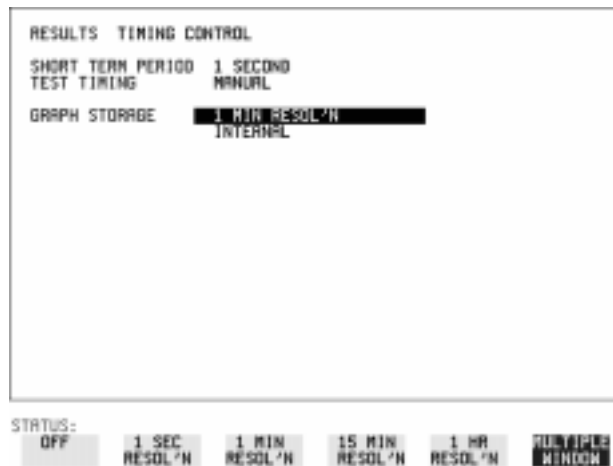 RESULTS TIMING CONTROL
SHORT TERM PERIOD 1 SECOND
TEST TIMING MANUAL
GRAPH STORAGE 1 MIN RESOL'N
INTERNAL
STATUS:
OFF 1 SEC RESOL'N 1 MIN RESOL'N 15 MIN RESOL'N 1 HR RESOL'N MULTIPLE WINDOW